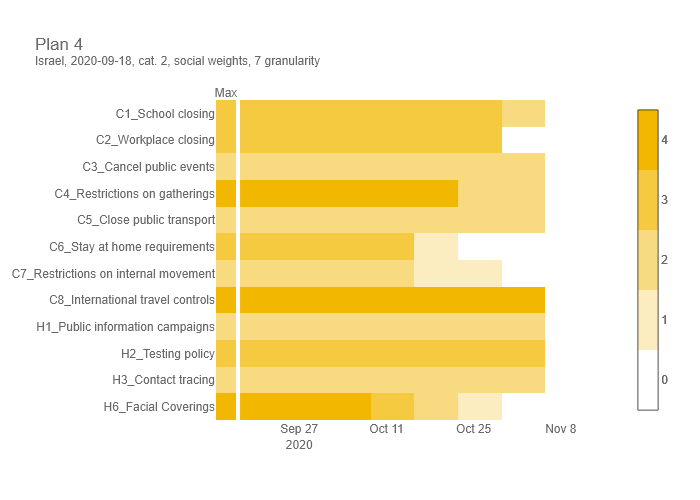 Plan 4
Israel, 2020-09-18, cat. 2, social weights, 7 granularity
Max
C1_School closing
C2_Workplace closing
C3_Cancel public events
C4_Restrictions on gatherings
C5_Close public transport
C6_Stay at home requirements
C7_Restrictions on internal movement
C8_International travel controls
H1_Public information campaigns
H2_Testing policy
H3_Contact tracing
H6_Facial Coverings
Sep 27 Oct 11 Oct 25 Nov 8
2020
4
3
2
1
0